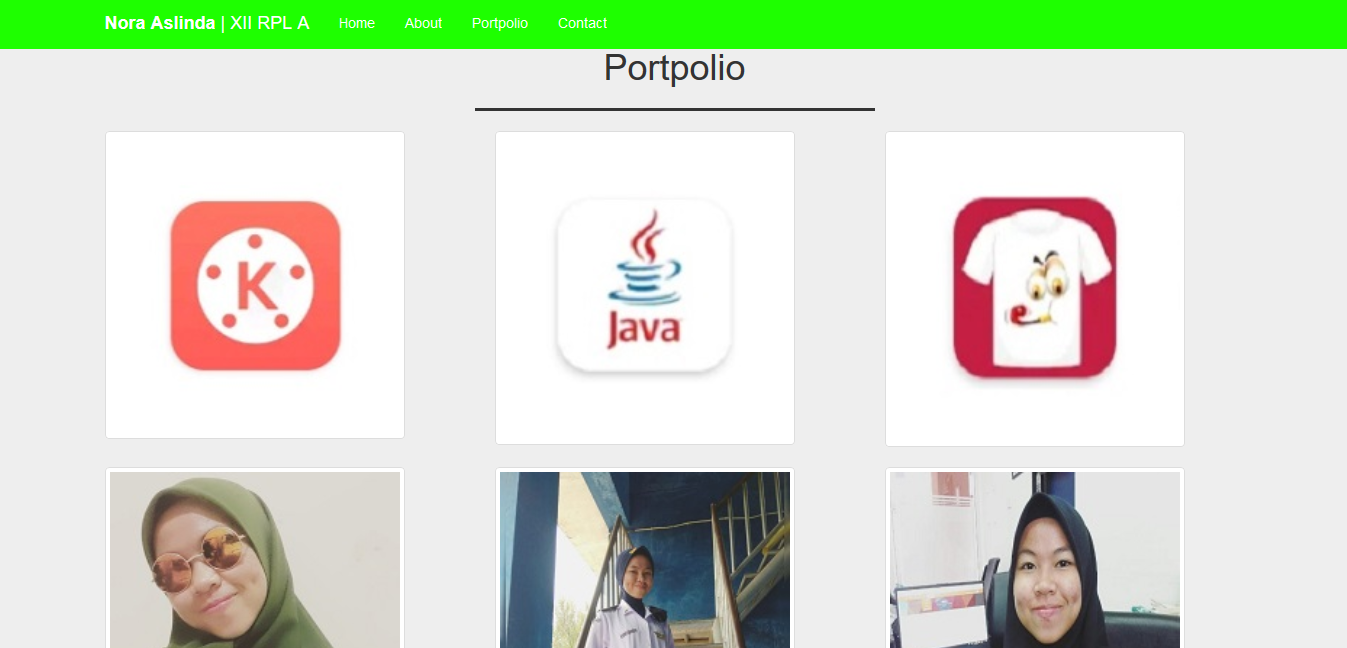 Nora Aslinda | XII RPL A Home About Portpolio Contact
Portpolio
K
Java